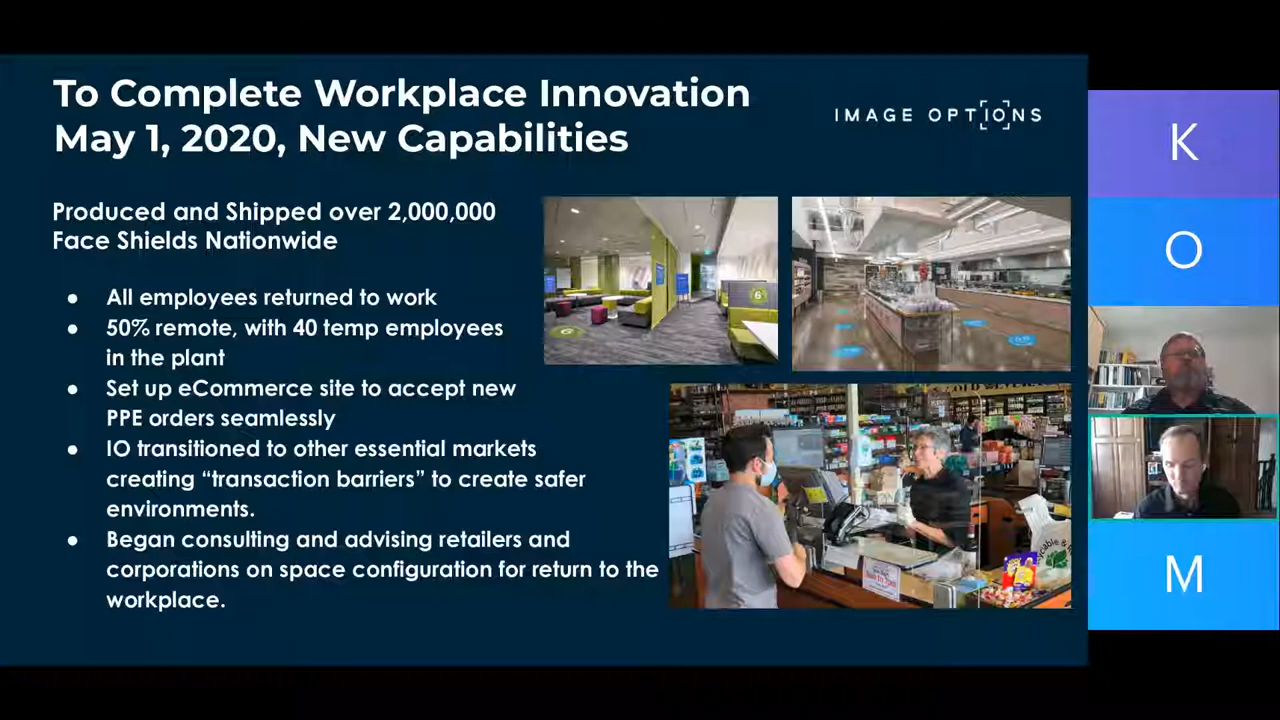 To Complete Workplace Innovation
May 1, 2020, New Capabilities
IMAGE OPTIONS
Produced and Shipped over 2,000,000
Face Shields Nationwide
● All employees returned to work
● 50% remote, with 40 temp employees
in the plant
● Set up eCommerce site to accept new
PPE orders seamlessly
● IO transitioned to other essential markets
creating “transaction barriers” to create safer
environments.
● Began consulting and advising retailers and
corporations on space configuration for return to the
workplace.
K
O
M